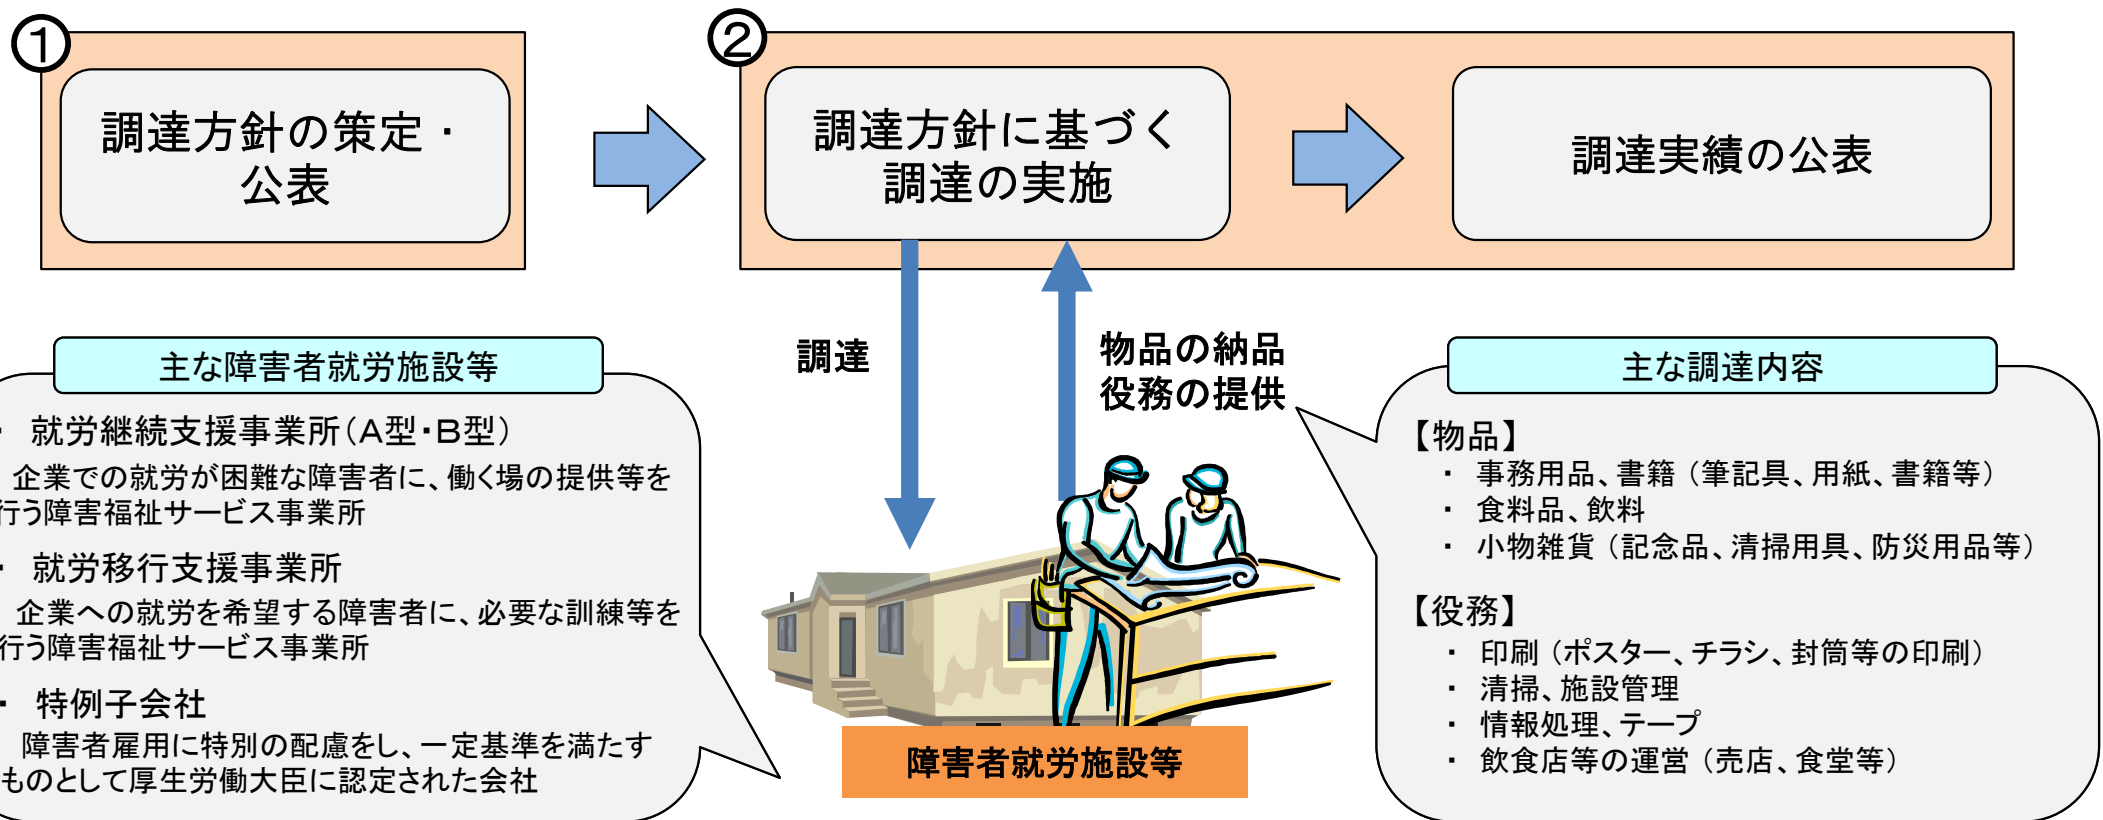 ①
調達方針の策定・
公表
②
調達方針に基づく
調達の実施
調達実績の公表
調達
物品の納品
役務の提供
主な障害者就労施設等
・ 就労継続支援事業所（Ａ型・Ｂ型）
企業での就労が困難な障害者に、働く場の提供等を
行う障害福祉サービス事業所
・ 就労移行支援事業所
企業への就労を希望する障害者に、必要な訓練等を
行う障害福祉サービス事業所
・ 特例子会社
障害者雇用に特別の配慮をし、一定基準を満たす
ものとして厚生労働大臣に認定された会社
障害者就労施設等
主な調達内容
【物品】
・ 事務用品、書籍（筆記具、用紙、書籍等）
・ 食料品、飲料
・ 小物雑貨（記念品、清掃用具、防災用品等）
【役務】
・ 印刷（ポスター、チラシ、封筒等の印刷）
・ 清掃、施設管理
・ 情報処理、テープ
・ 飲食店等の運営（売店、食堂等）